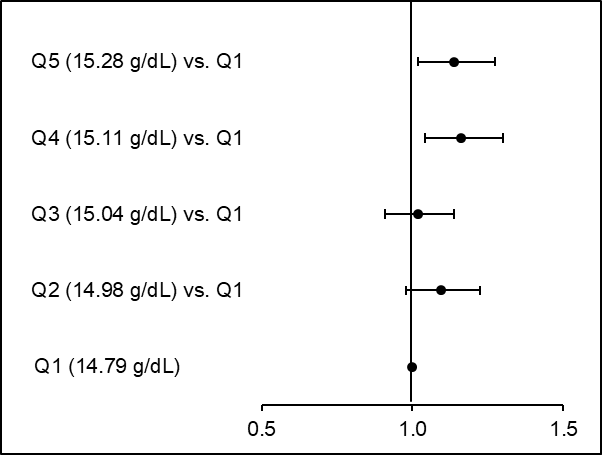 Q5 (15.28 g/dL) vs. Q1
Q4 (15.11 g/dL) vs. Q1
Q3 (15.04 g/dL) vs. Q1
Q2 (14.98 g/dL) vs. Q1
Q1 (14.79 g/dL)
0.5 1.0 1.5